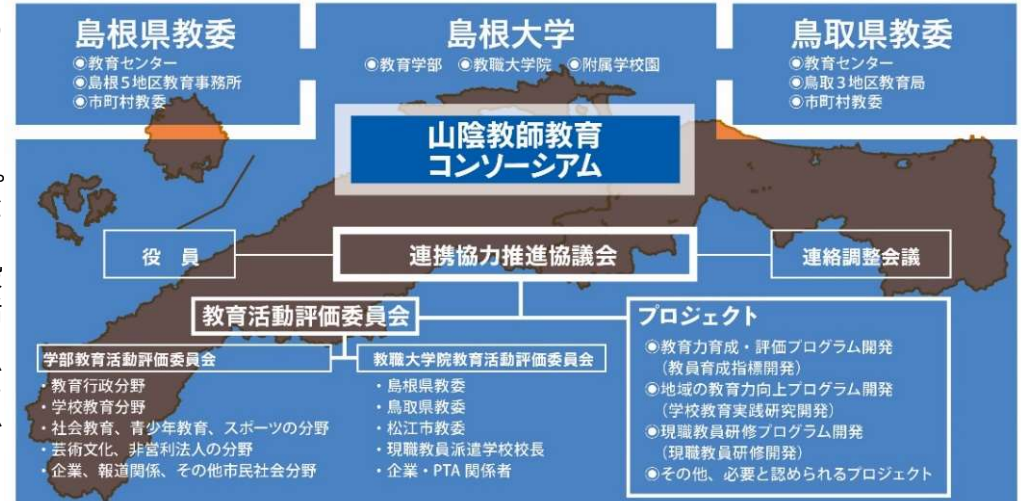 島根県教委
◎教育センター
◎島根5地区教育事務所
◎市町村教委
島根大学
◎教育学部 ◎教職大学院 ◎附属学校園
鳥取県教委
◎教育センター
◎鳥取3地区教育局
◎市町村教委
山陰教師教育
コンソーシアム
役 員
連携協力推進協議会
連絡調整会議
教育活動評価委員会
学部教育活動評価委員会
・教育行政分野
・学校教育分野
・社会教育、青少年教育、スポーツの分野
・芸術文化、非営利法人の分野
・企業、報道関係、その他市民社会分野
教職大学院教育活動評価委員会
・島根県教委
・鳥取県教委
・松江市教委
・現職教員派遣学校校長
・企業・PTA 関係者
プロジェクト
◎教育力育成・評価プログラム開発
(教員育成指標開発)
◎地域の教育力向上プログラム開発
(学校教育実践研究開発)
◎現職教員研修プログラム開発
(現職教員研修開発)
◎その他、必要と認められるプロジェクト